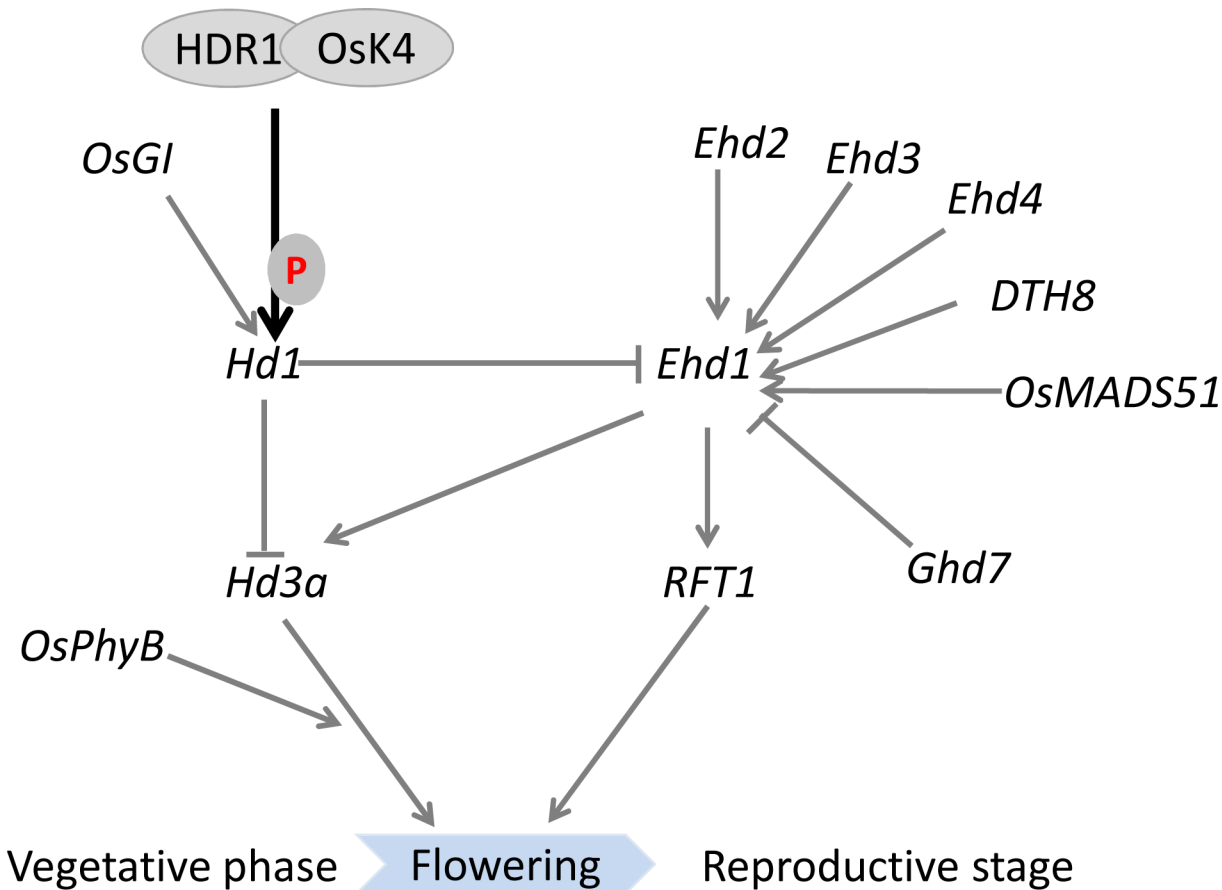 HDR1 OsK4
OsGI
Ehd2
Ehd3
Ehd4
P
DTH8
Hd1
Ehd1
OsMADS51
Hd3a
RFT1
Ghd7
OsPhyB
Vegetative phase Flowering Reproductive stage